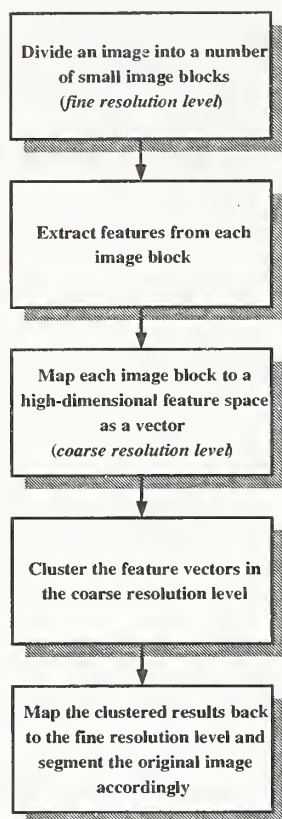 Divide an image into a number
of small image blocks
(fine resolution level)
Extract features from each
image block
Map each image block to a
high-dimensional feature space
as a vector
(coarse resolution level)
Cluster the feature vectors in
the coarse resolution level
Map the clustered results back
to the fine resolution level and
segment the original image
accordingly